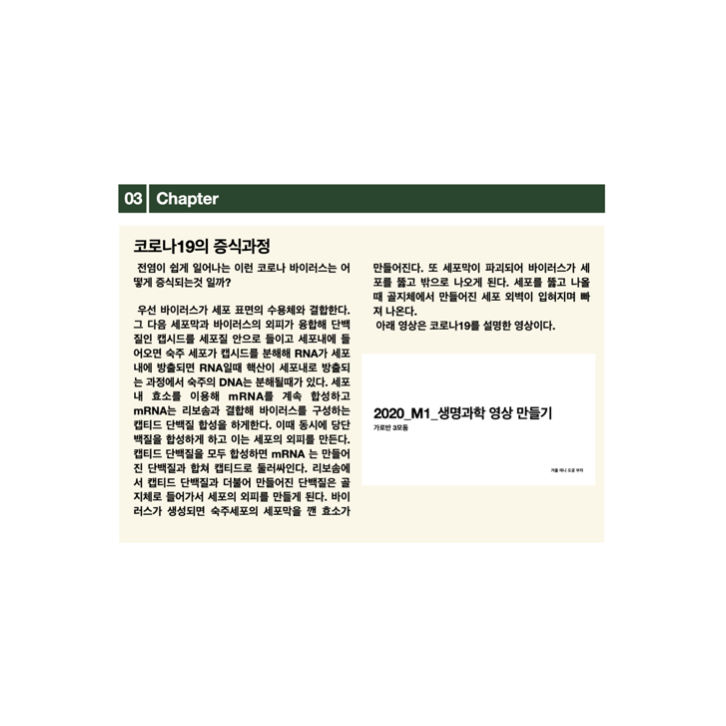 03 Chapter
코로나19의 증식과정
전염이 쉽게 일어나는 이런 코로나 바이러스는 어
떻게 증식되는것 일까?
우선 바이러스가 세포 표면의 수용체와 결합한다.
그 다음 세포막과 바이러스의 외피가 융합해 단백
질인 캡시드를 세포질 안으로 들이고 세포내에 들
어오면 숙주 세포가 캡시드를 분해해 RNA가 세포
내에 방출되면 RNA일때 핵산이 세포내로 방출되
는 과정에서 숙주의 DNA는 분해될때가 있다. 세포
내 효소를 이용해 mRNA를 계속 합성하고
mRNA는 리보솜과 결합해 바이러스를 구성하는
캡티드 단백질 합성을 하게한다. 이때 동시에 당단
백질을 합성하게 하고 이는 세포의 외피를 만든다.
캡티드 단백질을 모두 합성하면 mRNA 는 만들어
진 단백질과 합쳐 캡티드로 둘러싸인다. 리보솜에
서 캡티드 단백질과 더불어 만들어진 단백질은 골
지체로 들어가서 세포의 외피를 만들게 된다. 바이
러스가 생성되면 숙주세포의 세포막을 깬 효소가
만들어진다. 또 세포막이 파괴되어 바이러스가 세
포를 뚫고 밖으로 나오게 된다. 세포를 뚫고 나올
때 골지체에서 만들어진 세포 외벽이 입혀지며 빠
져 나온다.
아래 영상은 코로나19를 설명한 영상이다.
2020_M1_생명과학 영상 만들기
가로반 3모둠